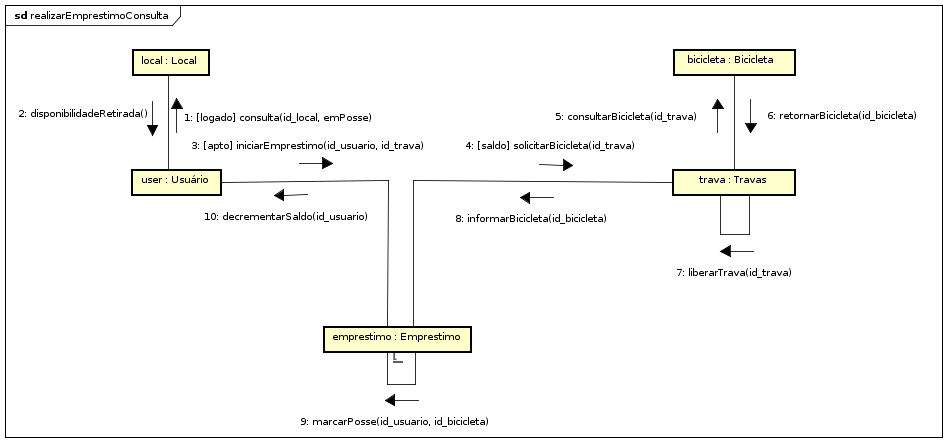 sd realizarEmprestimoConsulta
local : Local
bicicleta : Bicicleta
2: disponibilidadeRetirada()
1: [logado] consulta(id_local, emPosse)
5: consultarBicicleta(id_trava)
6: retornarBicicleta(id_bicicleta)
3: [apto] iniciarEmprestimo(id_usuario, id_trava)
4: [saldo] solicitarBicicleta(id_trava)
user : Usuário
trava : Travas
10: decrementarSaldo(id_usuario)
8: informarBicicleta(id_bicicleta)
7: liberarTrava(id_trava)
emprestimo : Emprestimo
9: marcarPosse(id_usuario, id_bicicleta)